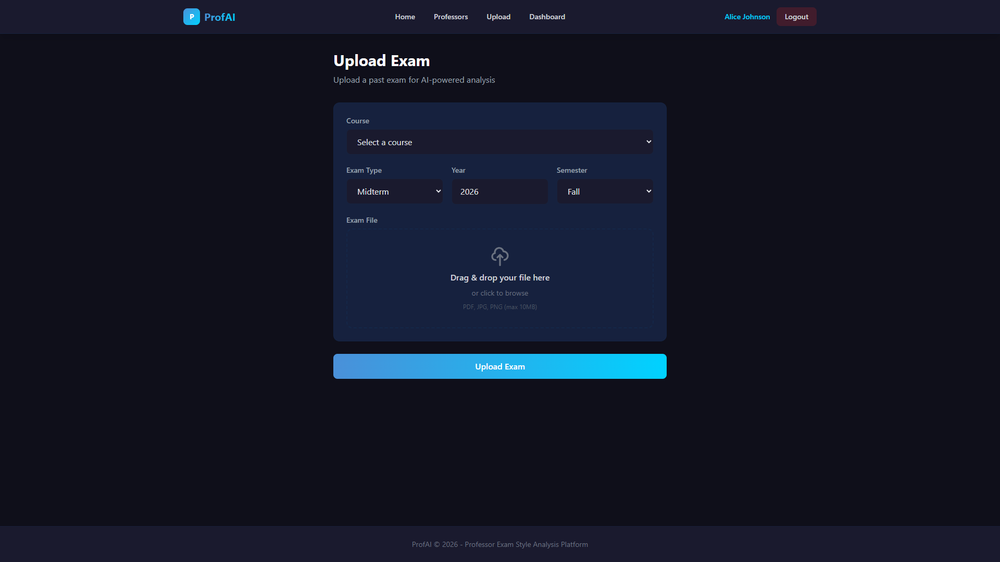 P ProfAI Home Professors Upload Dashboard Alice Johnson Logout
Upload Exam
Upload a past exam for AI-powered analysis
Course
Select a course
Exam Type Year Semester
Midterm 2026 Fall
Exam File
Drag & drop your file here
or click to browse
PDF, JPG, PNG (max 10MB)
Upload Exam
ProfAI © 2026 - Professor Exam Style Analysis Platform